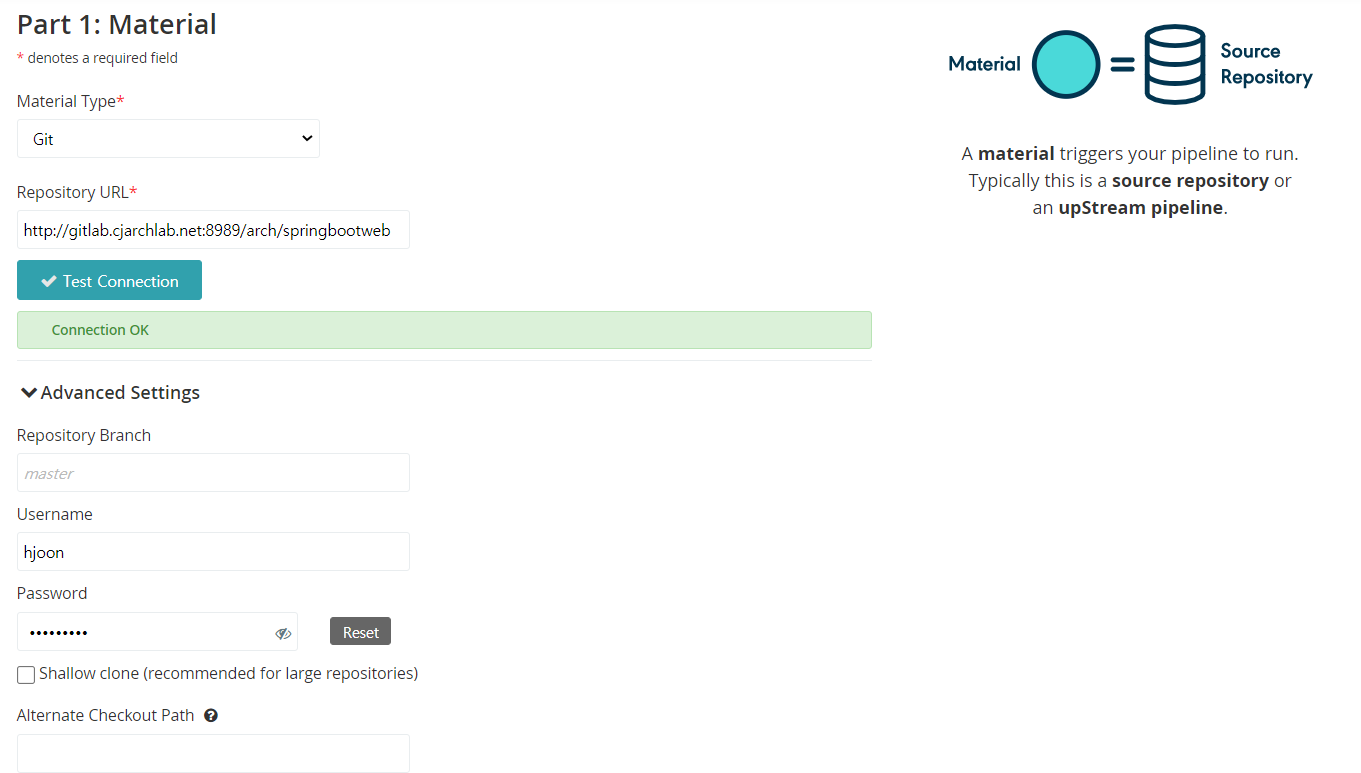 Part 1: Material
* denotes a required field
Material Type*
Git
Repository URL*
http://gitlab.cjarchlab.net:8989/arch/springbootweb
Test Connection
Connection OK
Advanced Settings
Repository Branch
master
Username
hjoon
Password
•••••••••
Reset
Shallow clone (recommended for large repositories)
Alternate Checkout Path
Material
=
Source
Repository
A material triggers your pipeline to run.
Typically this is a source repository or
an upStream pipeline.